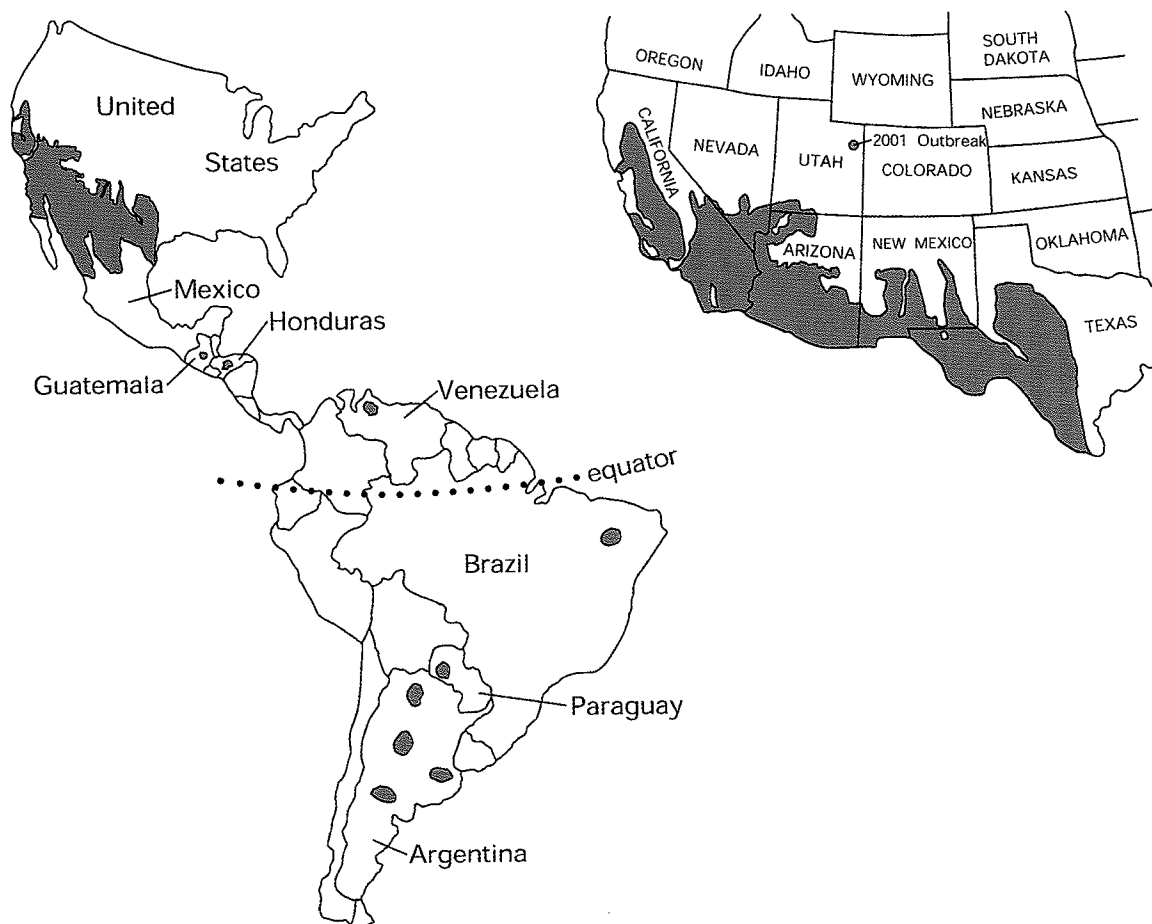 United
States
Mexico
Honduras
Guatemala
Venezuela
equator
Brazil
Paraguay
Argentina
OREGON
IDAHO
WYOMING
SOUTH
DAKOTA
NEBRASKA
CALIFORNIA
NEVADA
UTAH
2001 Outbreak
COLORADO
KANSAS
ARIZONA
NEW MEXICO
OKLAHOMA
TEXAS